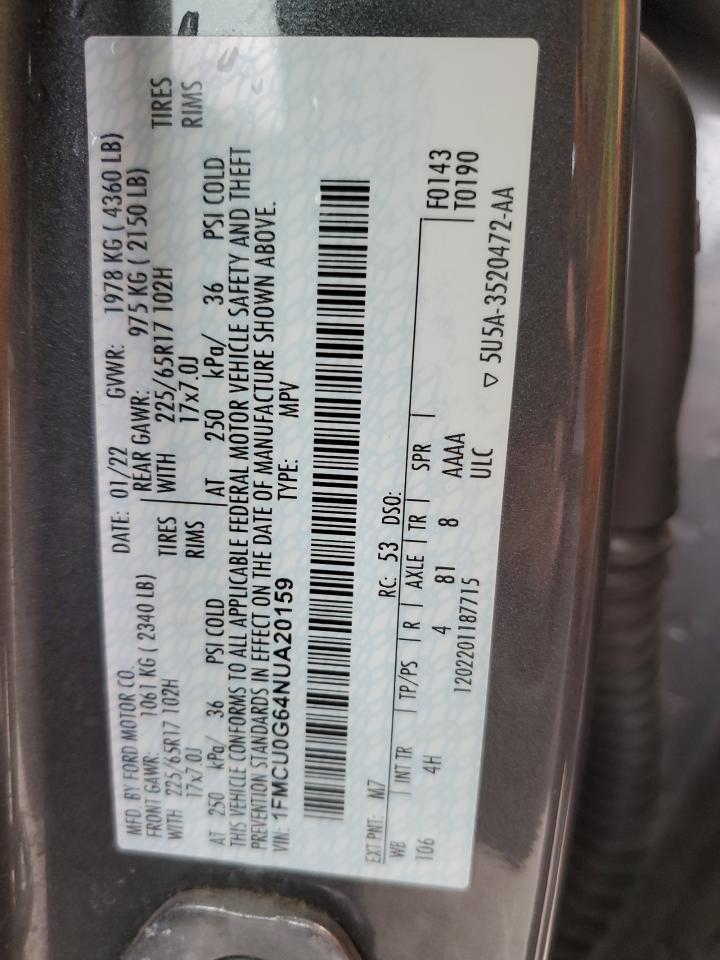 MFD. BY FORD MOTOR CO.
DATE: 01/22 GVWR: 1978 KG ( 4360 LB)
FRONT GAWR: 1061 KG ( 2340 LB) REAR GAWR: 975 KG ( 2150 LB)
WITH 225/65R17 102H TIRES WITH 225/65R17 102H TIRES
17x7.0J RIMS 17x7.0J RIMS
AT 250 kPa/ 36 PSI COLD AT 250 kPa/ 36 PSI COLD
THIS VEHICLE CONFORMS TO ALL APPLICABLE FEDERAL MOTOR VEHICLE SAFETY AND THEFT
PREVENTION STANDARDS IN EFFECT ON THE DATE OF MANUFACTURE SHOWN ABOVE.
VIN: 1FMCU0G64NUA20159 TYPE: MPV
EXT PNT: M7 RC: 53 DSO: F0143
WB INT TR TP/PS R AXLE TR SPR T0190
106 4H 4 81 8 AAAA
1202201187715 ULC ▽ 5U5A-3520472-AA